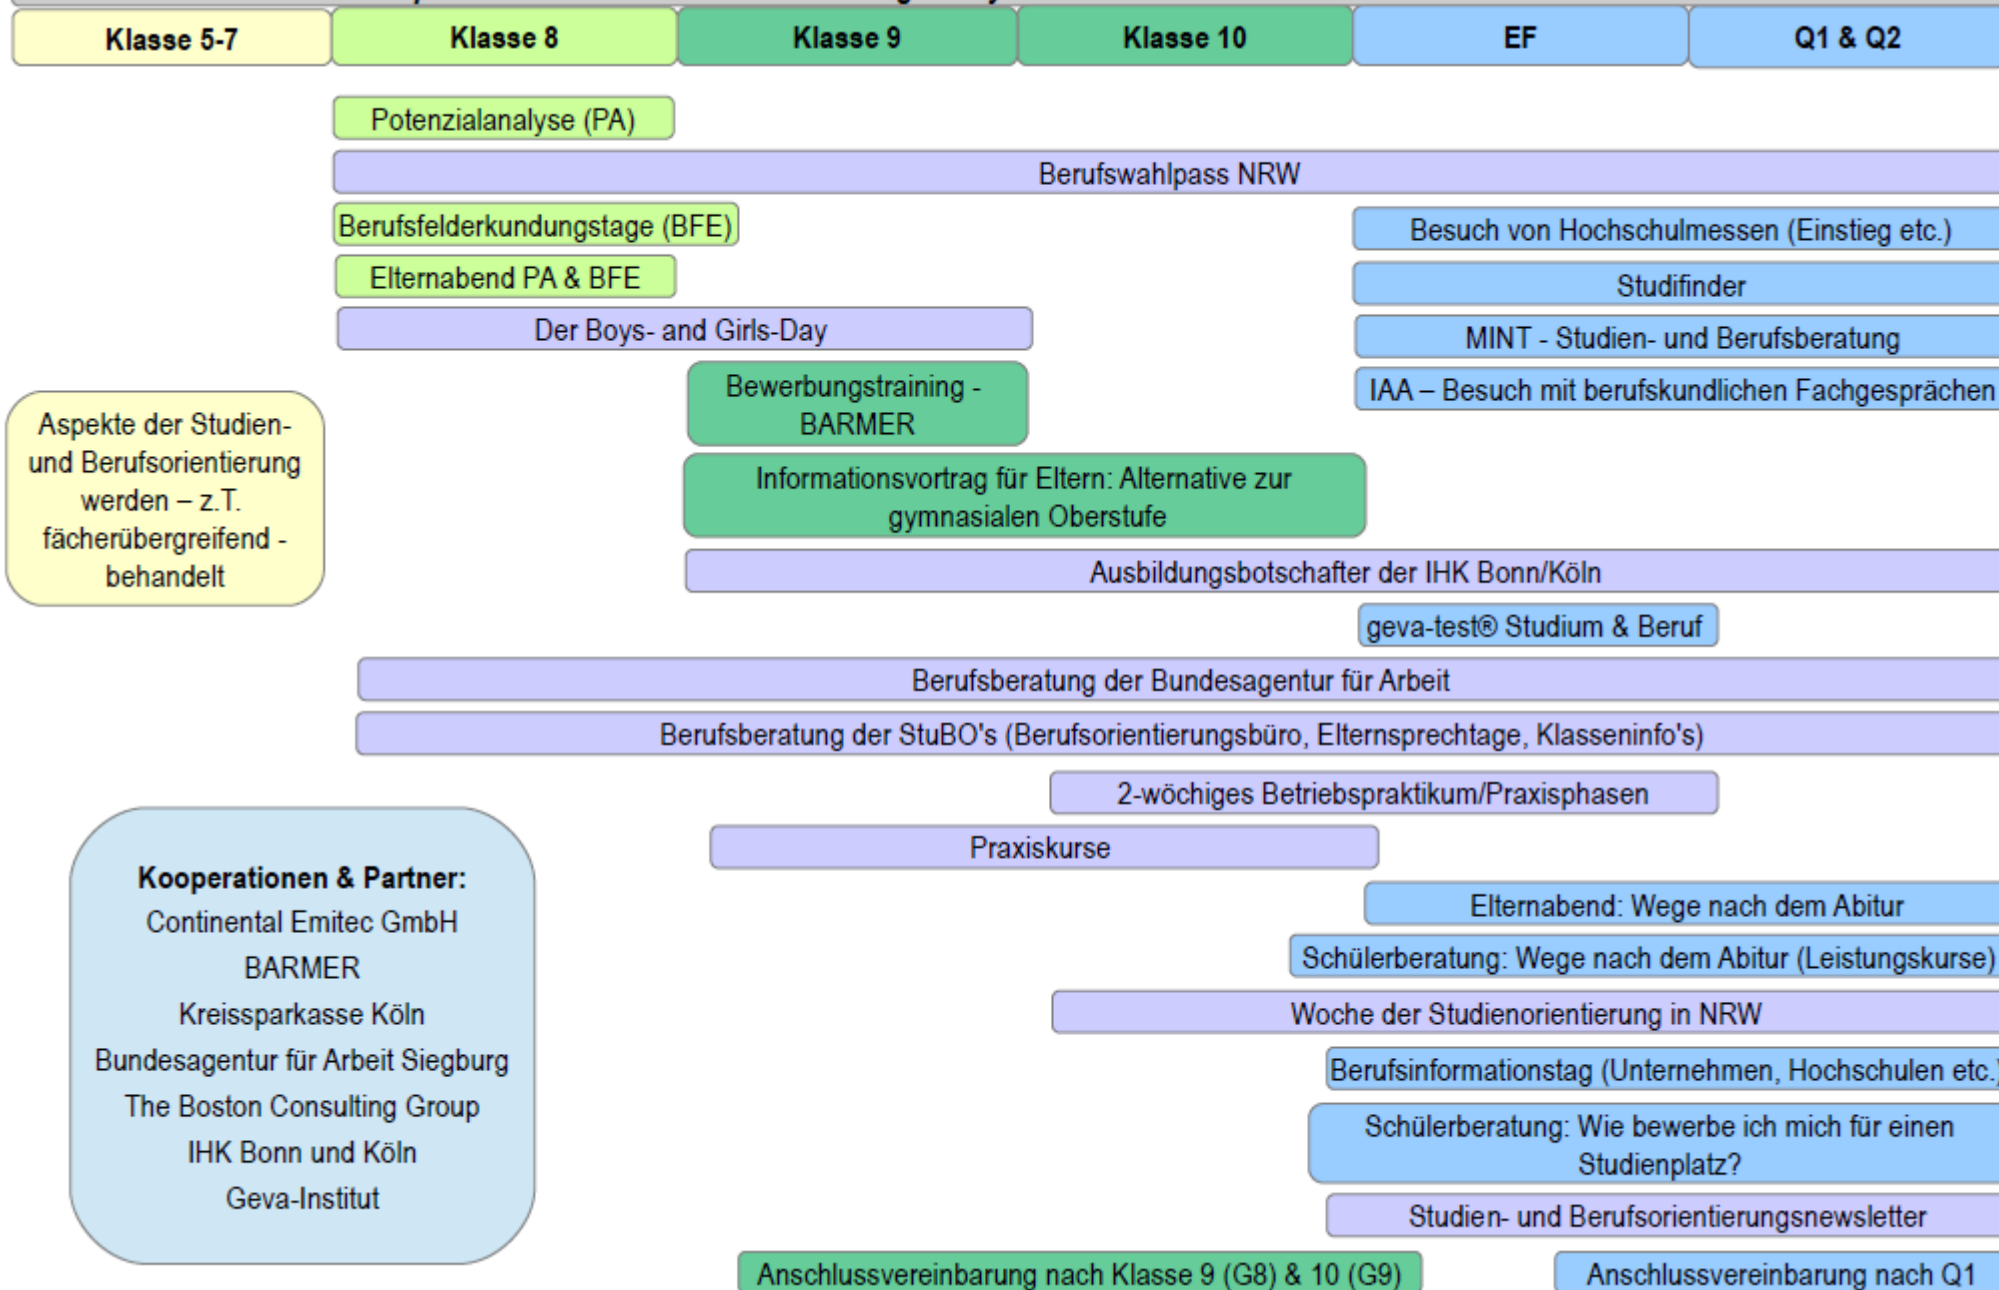 Klasse 5-7
Klasse 8
Klasse 9
Klasse 10
EF
Q1 & Q2
Potenzialanalyse (PA)
Berufswahlpass NRW
Berufsfelderkundungstage (BFE)
Besuch von Hochschulmessen (Einstieg etc.)
Elternabend PA & BFE
Studifinder
Der Boys- and Girls-Day
MINT - Studien- und Berufsberatung
Bewerbungstraining -
BARMER
IAA – Besuch mit berufskundlichen Fachgesprächen
Aspekte der Studien-
und Berufsorientierung
werden – z.T.
fächerübergreifend -
behandelt
Informationsvortrag für Eltern: Alternative zur
gymnasialen Oberstufe
Ausbildungsbotschafter der IHK Bonn/Köln
geva-test® Studium & Beruf
Berufsberatung der Bundesagentur für Arbeit
Berufsberatung der StuBO's (Berufsorientierungsbüro, Elternsprechtage, Klasseninfo's)
2-wöchiges Betriebspraktikum/Praxisphasen
Praxiskurse
Kooperationen & Partner:
Continental Emitec GmbH
BARMER
Kreissparkasse Köln
Bundesagentur für Arbeit Siegburg
The Boston Consulting Group
IHK Bonn und Köln
Geva-Institut
Elternabend: Wege nach dem Abitur
Schülerberatung: Wege nach dem Abitur (Leistungskurse)
Woche der Studienorientierung in NRW
Berufsinformationstag (Unternehmen, Hochschulen etc.)
Schülerberatung: Wie bewerbe ich mich für einen
Studienplatz?
Studien- und Berufsorientierungsnewsletter
Anschlussvereinbarung nach Klasse 9 (G8) & 10 (G9)
Anschlussvereinbarung nach Q1